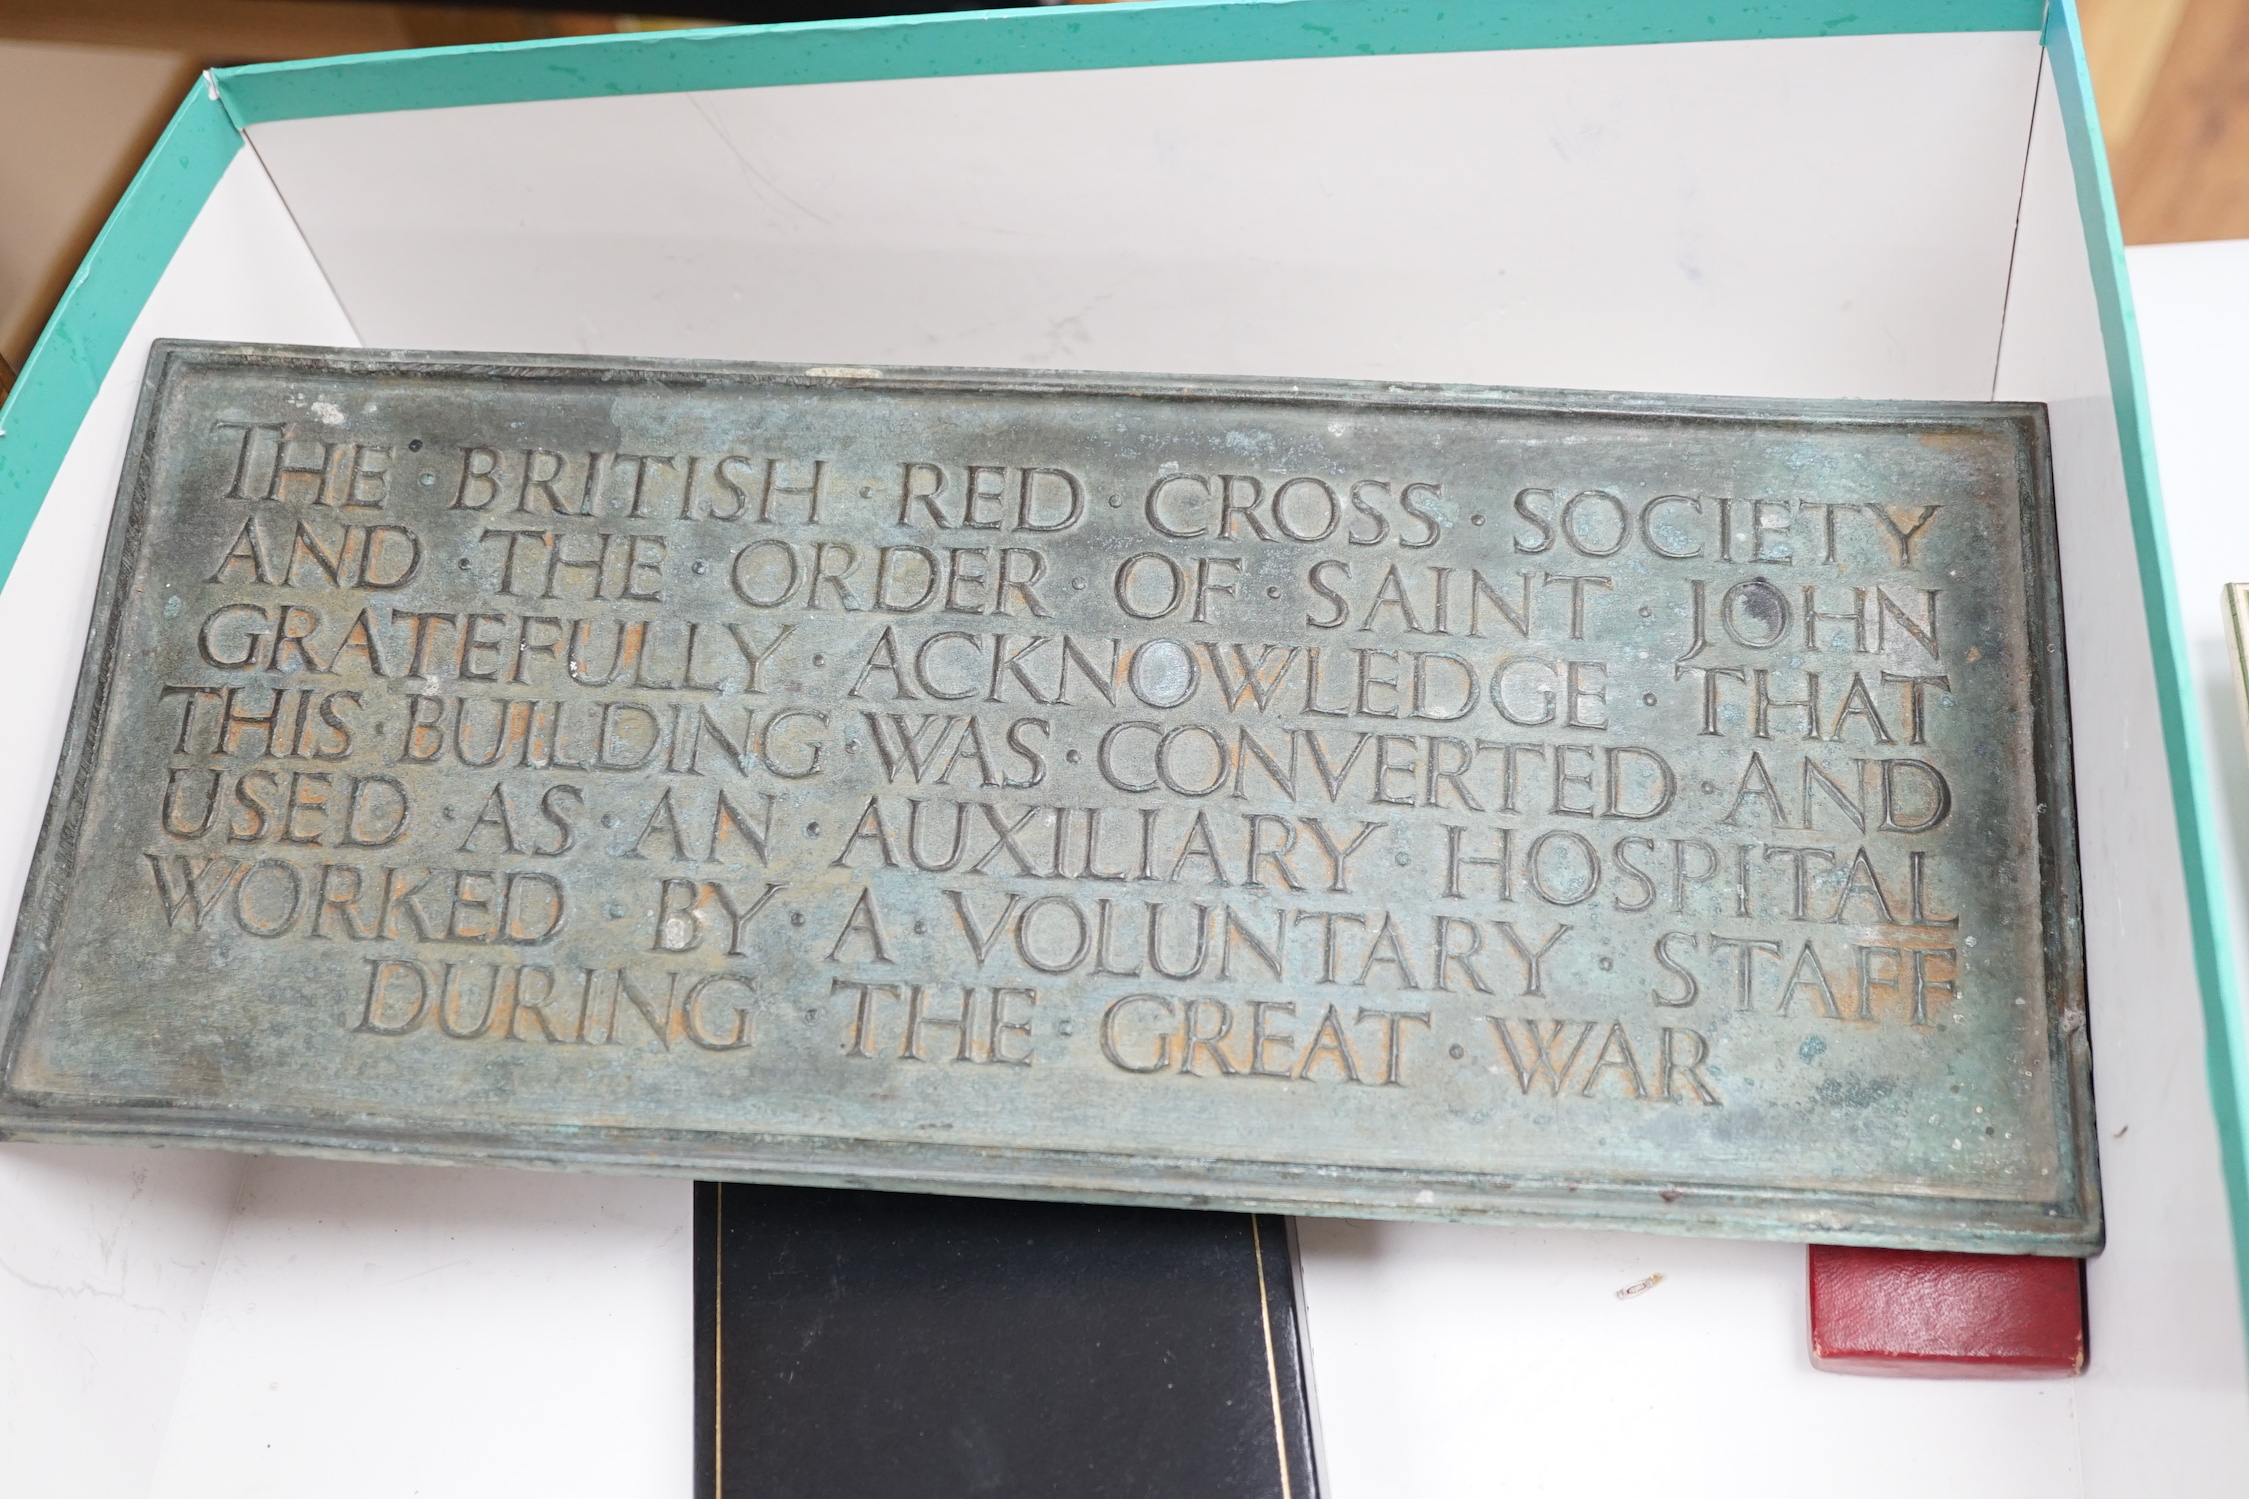 THE · BRITISH · RED · CROSS · SOCIETY
AND · THE · ORDER · OF · SAINT · JOHN
GRATEFULLY · ACKNOWLEDGE · THAT
THIS · BUILDING · WAS · CONVERTED · AND
USED · AS · AN · AUXILIARY · HOSPITAL
WORKED · BY · A · VOLUNTARY · STAFF
DURING · THE · GREAT · WAR